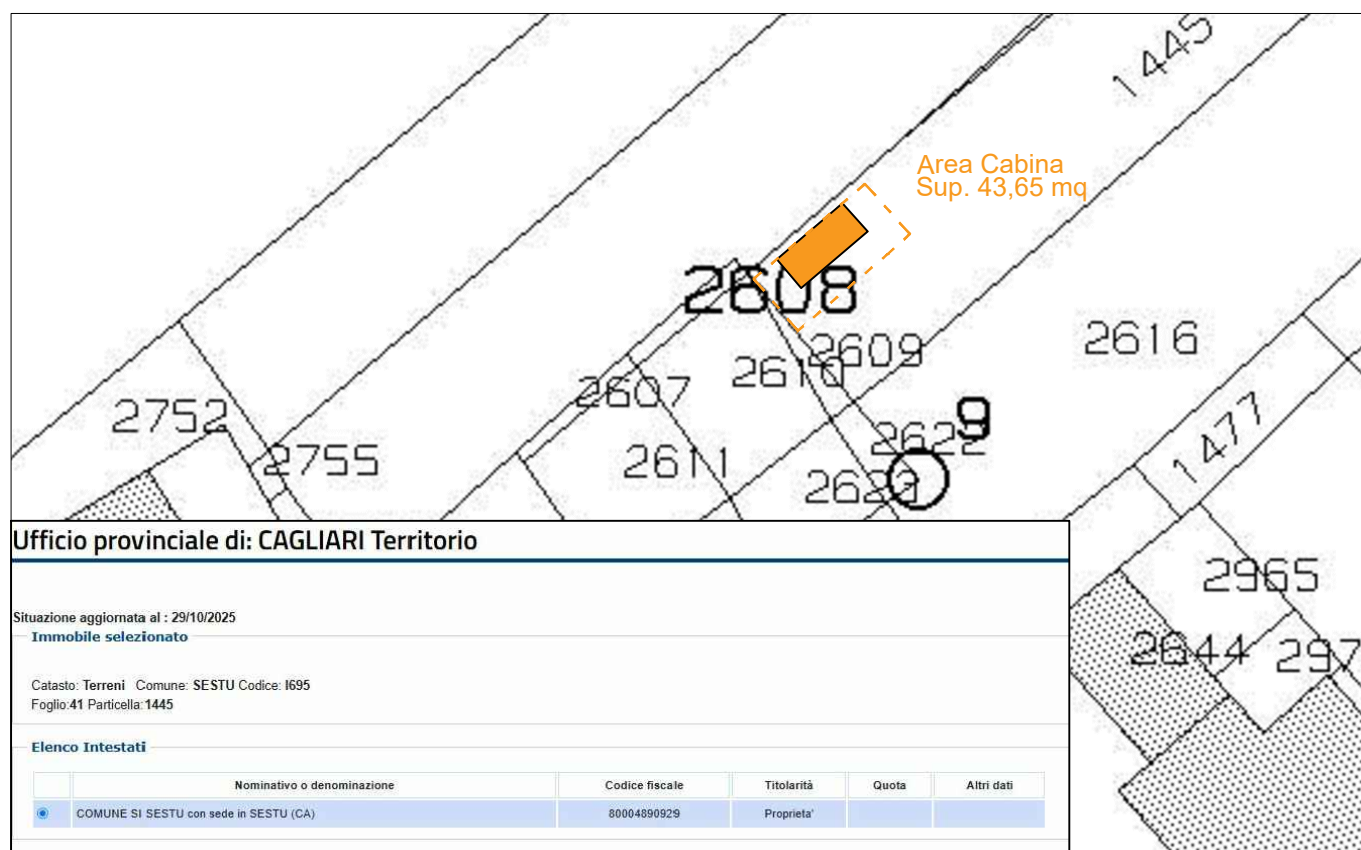 1445
Area Cabina
Sup. 43,65 mq
2608
2616
2609
2610
2607
2752
9
2622
1477
2755
2611
2623
Ufficio provinciale di: CAGLIARI Territorio
2965
Situazione aggiornata al : 29/10/2025
Immobile selezionato
2644
297
Catasto: Terreni Comune: SESTU Codice: I695
Foglio:41 Particella:1445
Elenco Intestati
Nominativo o denominazione Codice fiscale Titolarità Quota Altri dati
COMUNE SI SESTU con sede in SESTU (CA) 80004890929 Proprieta'